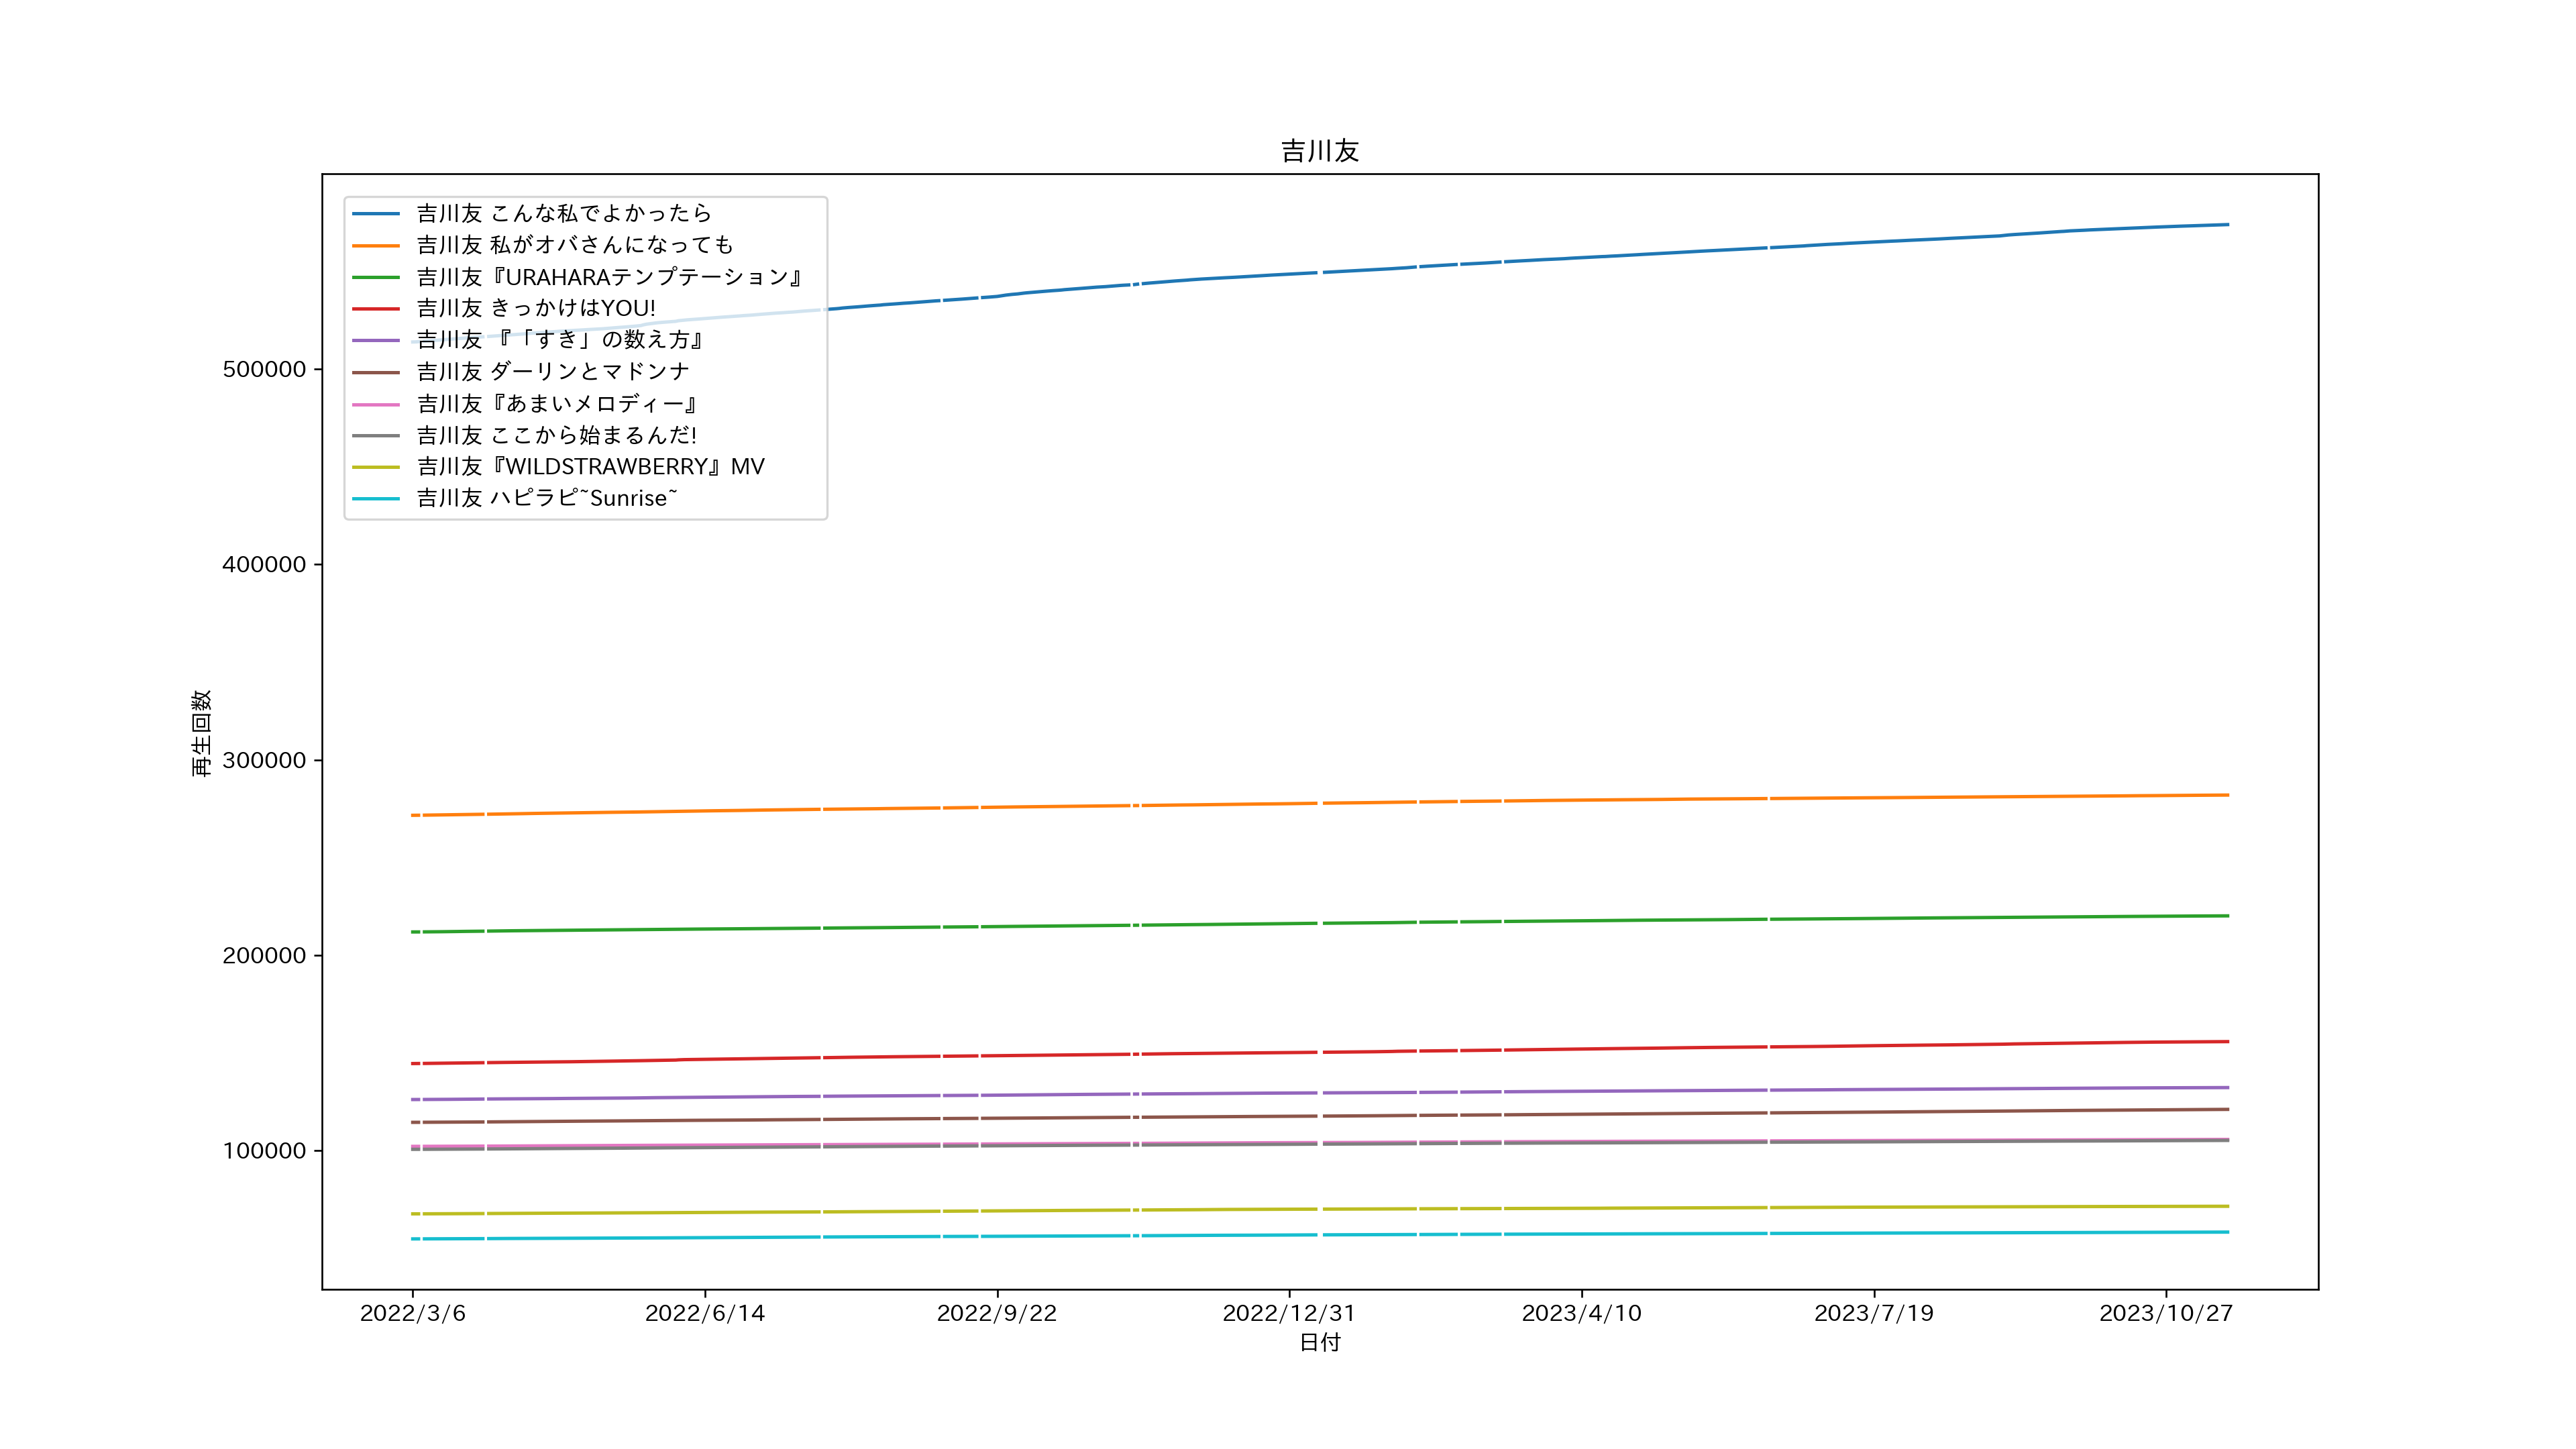 吉川友
吉川友 こんな私でよかったら
吉川友 私がオバさんになっても
吉川友『URAHARAテンプテーション』
吉川友 きっかけはYOU!
吉川友 『「すき」の数え方』
吉川友 ダーリンとマドンナ
吉川友『あまいメロディー』
吉川友 ここから始まるんだ!
吉川友『WILDSTRAWBERRY』MV
吉川友 ハピラピ~Sunrise~
再生回数
500000
400000
300000
200000
100000
2022/3/6 2022/6/14 2022/9/22 2022/12/31 2023/4/10 2023/7/19 2023/10/27
日付